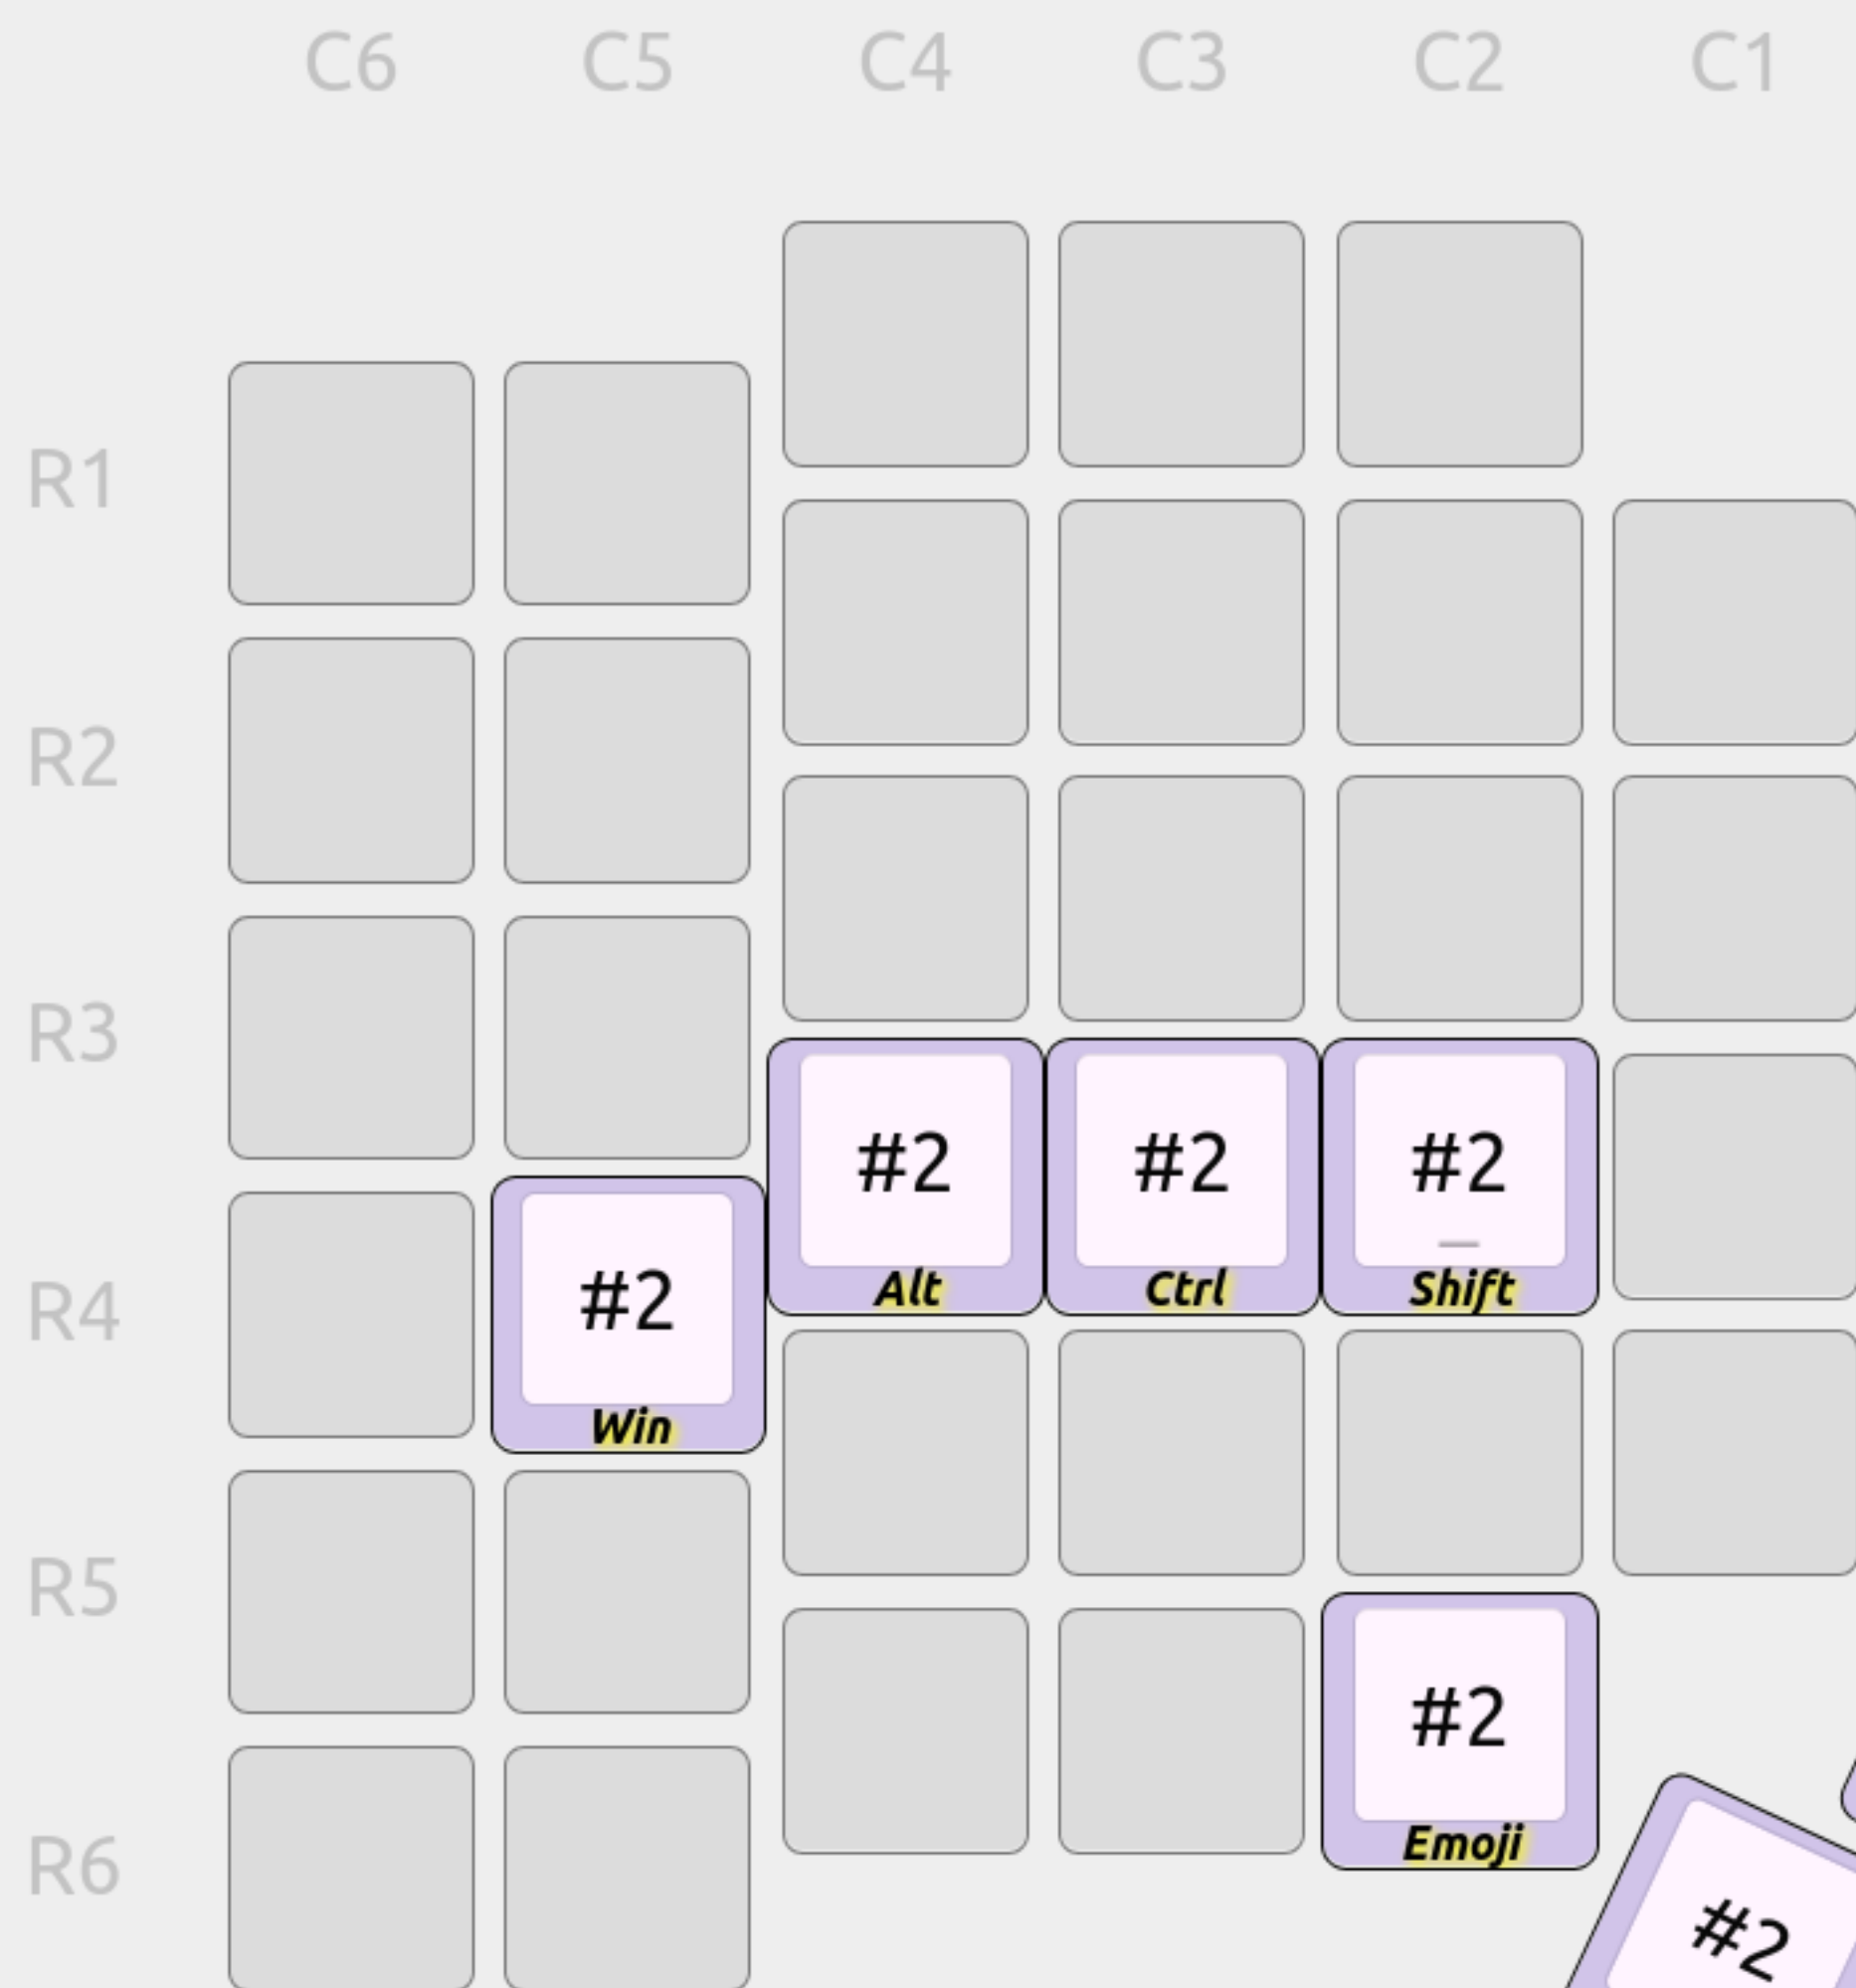 C6 C5 C4 C3 C2 C1
R1
R2
R3
#2 #2 #2
_
Alt Ctrl Shift
R4
#2
Win
R5
#2
Emoji
R6
#2